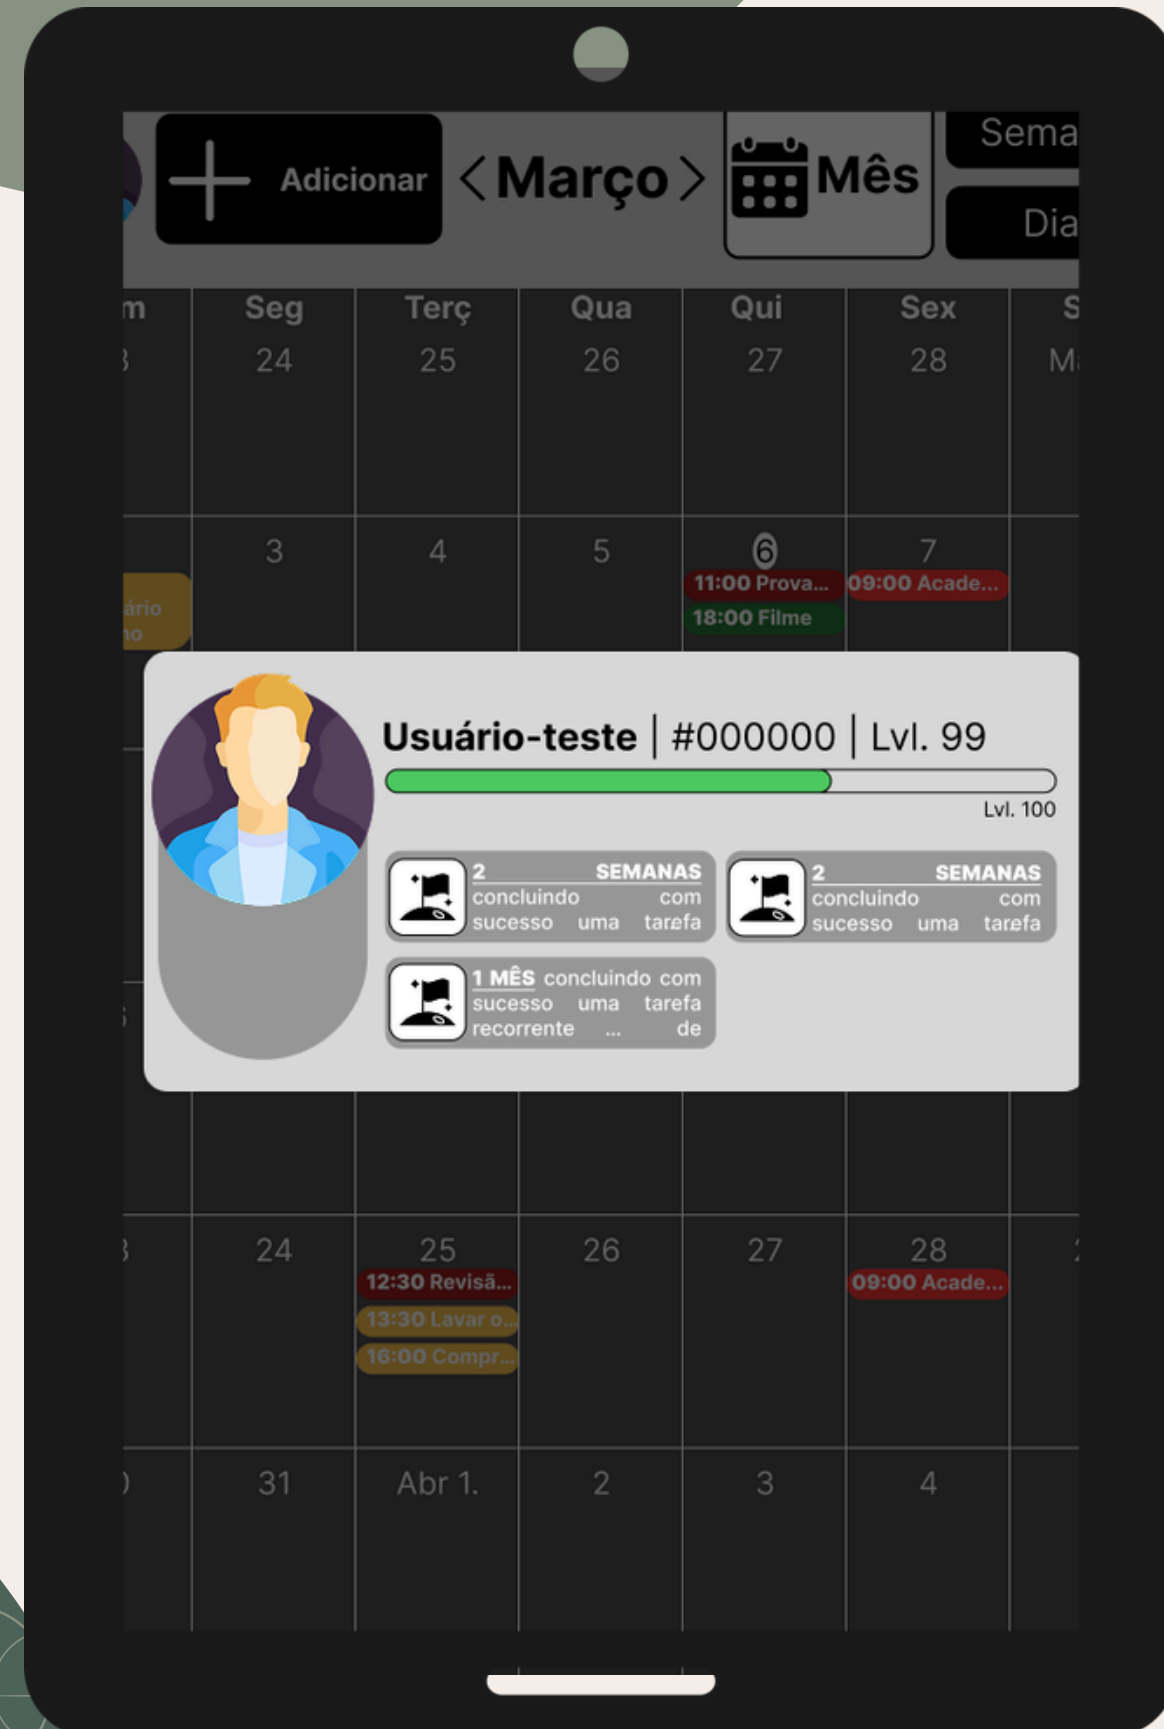 Adicionar
Março
Mês
Sema
Dia
m Seg Terç Qua Qui Sex S
24 25 26 27 28
3 4 5 6 7
ário
11:00 Prova... 09:00 Acade...
18:00 Filme
Usuário-teste | #000000 | Lvl. 99
Lvl. 100
2 SEMANAS
concluindo com
sucesso uma tarefa
2 SEMANAS
concluindo com
sucesso uma tarefa
1 MÊS concluindo com
sucesso uma tarefa
recorrente ... de
24 25 26 27 28
12:30 Revisã... 09:00 Acade...
13:30 Lavar o...
16:00 Compr...
31 Abr 1. 2 3 4